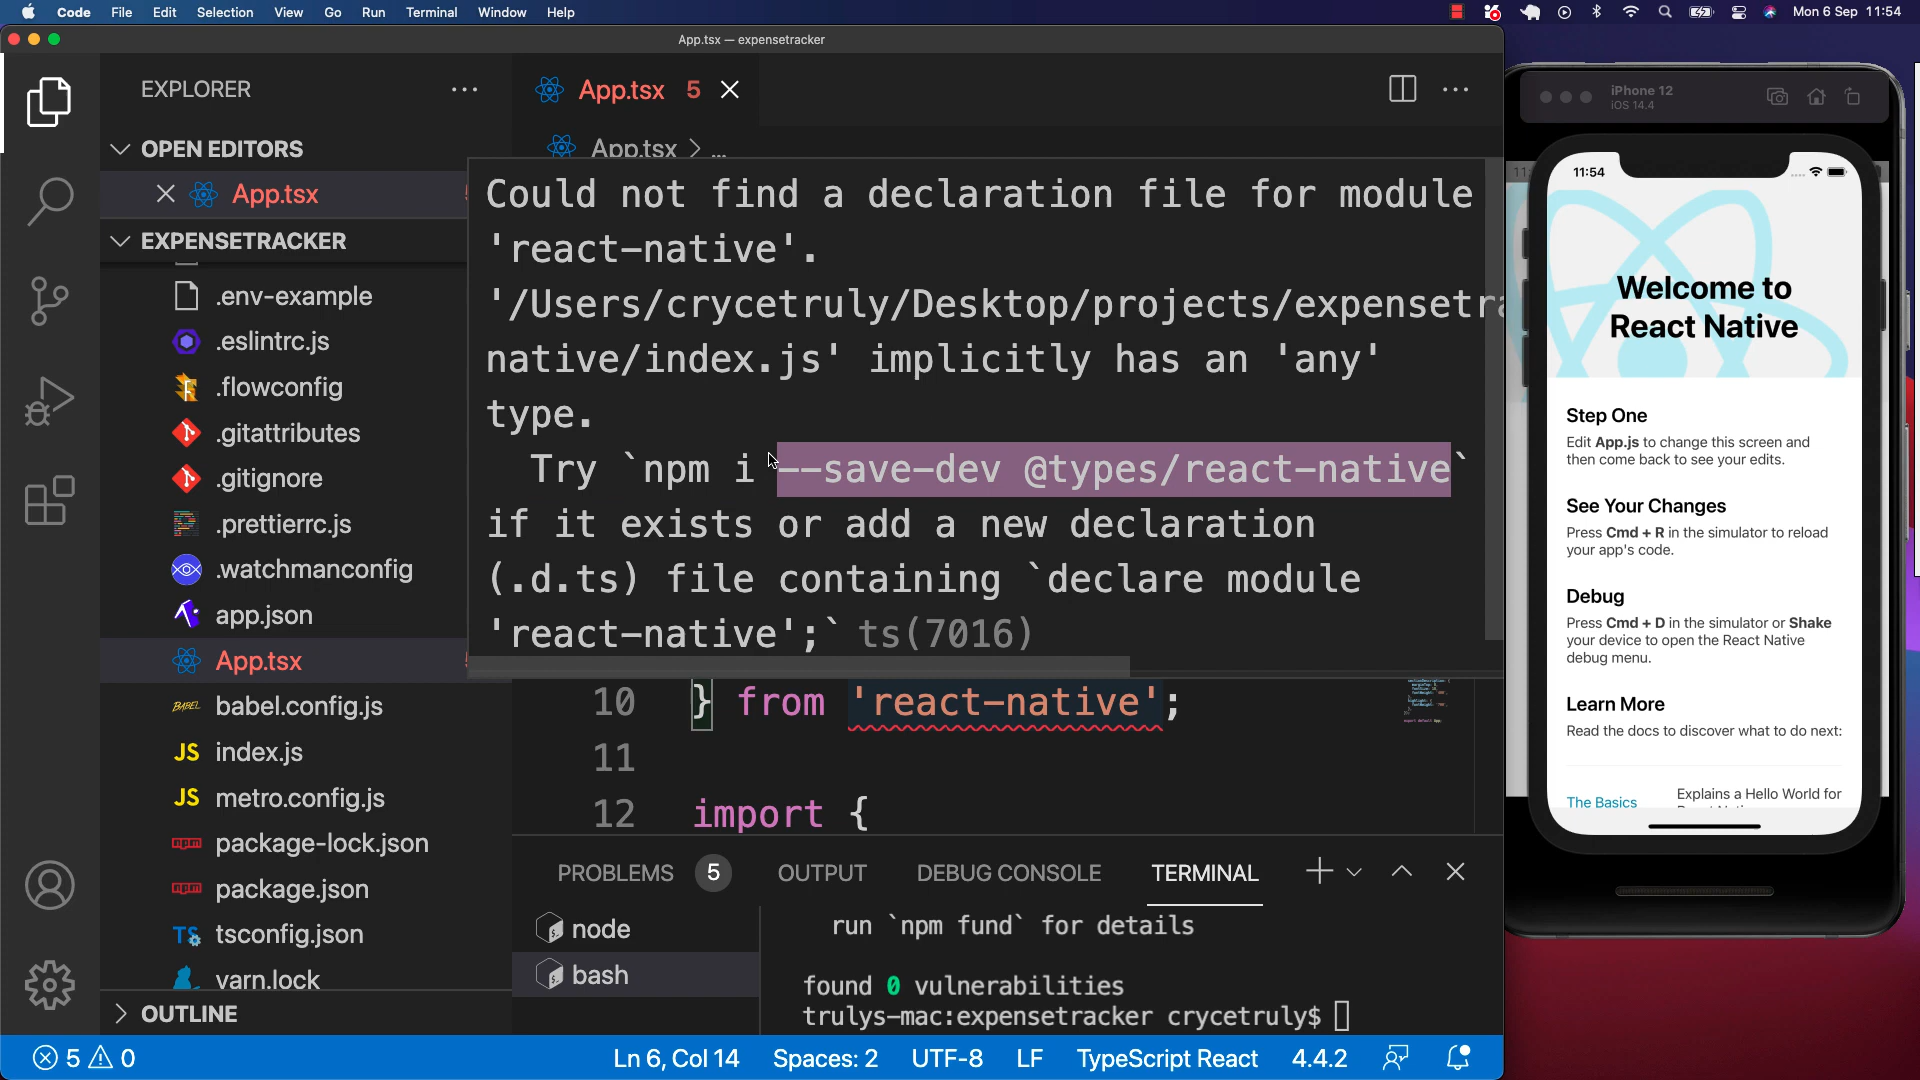 Code File Edit Selection View Go Run Terminal Window Help
Mon 6 Sep 11:54
App.tsx — expensetracker
EXPLORER
OPEN EDITORS
App.tsx
EXPENSETRACKER
.env-example
.eslintrc.js
.flowconfig
.gitattributes
.gitignore
.prettierrc.js
.watchmanconfig
app.json
App.tsx
babel.config.js
index.js
metro.config.js
package-lock.json
package.json
tsconfig.json
yarn.lock
OUTLINE
App.tsx 5
App.tsx > ...
Could not find a declaration file for module
'react-native'.
'/Users/crycetruly/Desktop/projects/expensetra
native/index.js' implicitly has an 'any'
type.
Try `npm i --save-dev @types/react-native`
if it exists or add a new declaration
(.d.ts) file containing `declare module
'react-native';` ts(7016)
10 } from 'react-native';
11
12 import {
PROBLEMS 5 OUTPUT DEBUG CONSOLE TERMINAL
node
bash
run `npm fund` for details
found 0 vulnerabilities
trulys-mac:expensetracker crycetruly$
5 0
Ln 6, Col 14 Spaces: 2 UTF-8 LF TypeScript React 4.4.2
iPhone 12
iOS 14.4
11:54
Welcome to
React Native
Step One
Edit App.js to change this screen and
then come back to see your edits.
See Your Changes
Press Cmd + R in the simulator to reload
your app's code.
Debug
Press Cmd + D in the simulator or Shake
your device to open the React Native
debug menu.
Learn More
Read the docs to discover what to do next:
The Basics
Explains a Hello World for